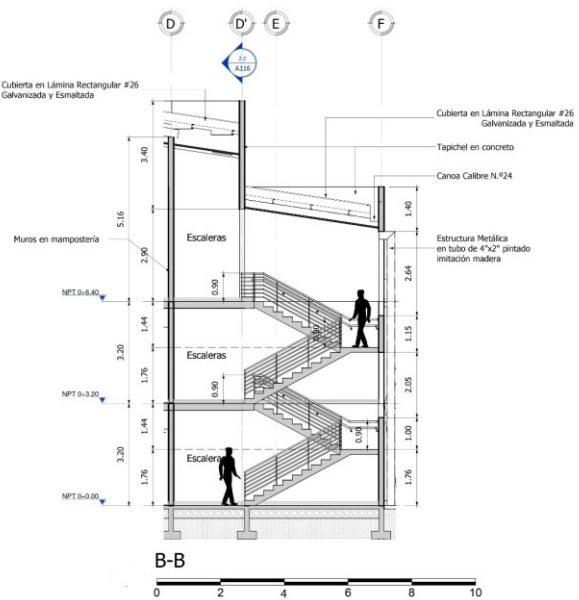 D
D'
E
F
2:2
A116
Cubierta en Lámina Rectangular #26
Galvanizada y Esmaltada
Cubierta en Lámina Rectangular #26
Galvanizada y Esmaltada
Tapichel en concreto
Canoa Calibre N.º24
3.40
1.40
5.16
Muros en mampostería
Escaleras
Estructura Metálica
en tubo de 4"x2" pintado
imitación madera
2.90
2.64
0.90
NPT 0+6.40
1.44
0.90
1.15
3.20
Escaleras
1.76
0.90
2.05
NPT 0+3.20
1.44
0.90
1.00
3.20
Escaleras
1.76
1.76
NPT 0+0.00
B-B
0
2
4
6
8
10